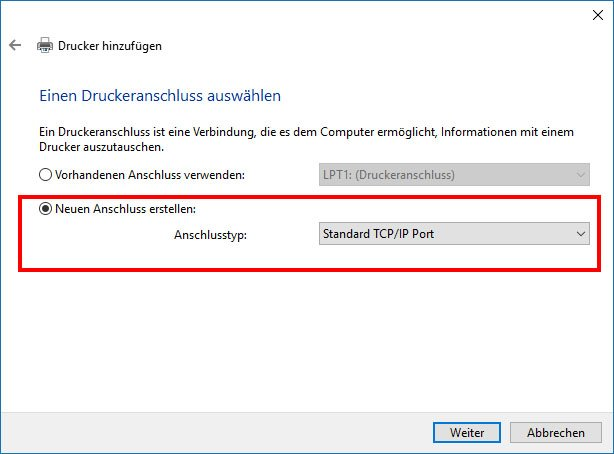 Drucker hinzufügen
Einen Druckeranschluss auswählen
Ein Druckeranschluss ist eine Verbindung, die es dem Computer ermöglicht, Informationen mit einem
Drucker auszutauschen.
Vorhandenen Anschluss verwenden: LPT1: (Druckeranschluss)
Neuen Anschluss erstellen:
Anschlusstyp: Standard TCP/IP Port
Weiter Abbrechen